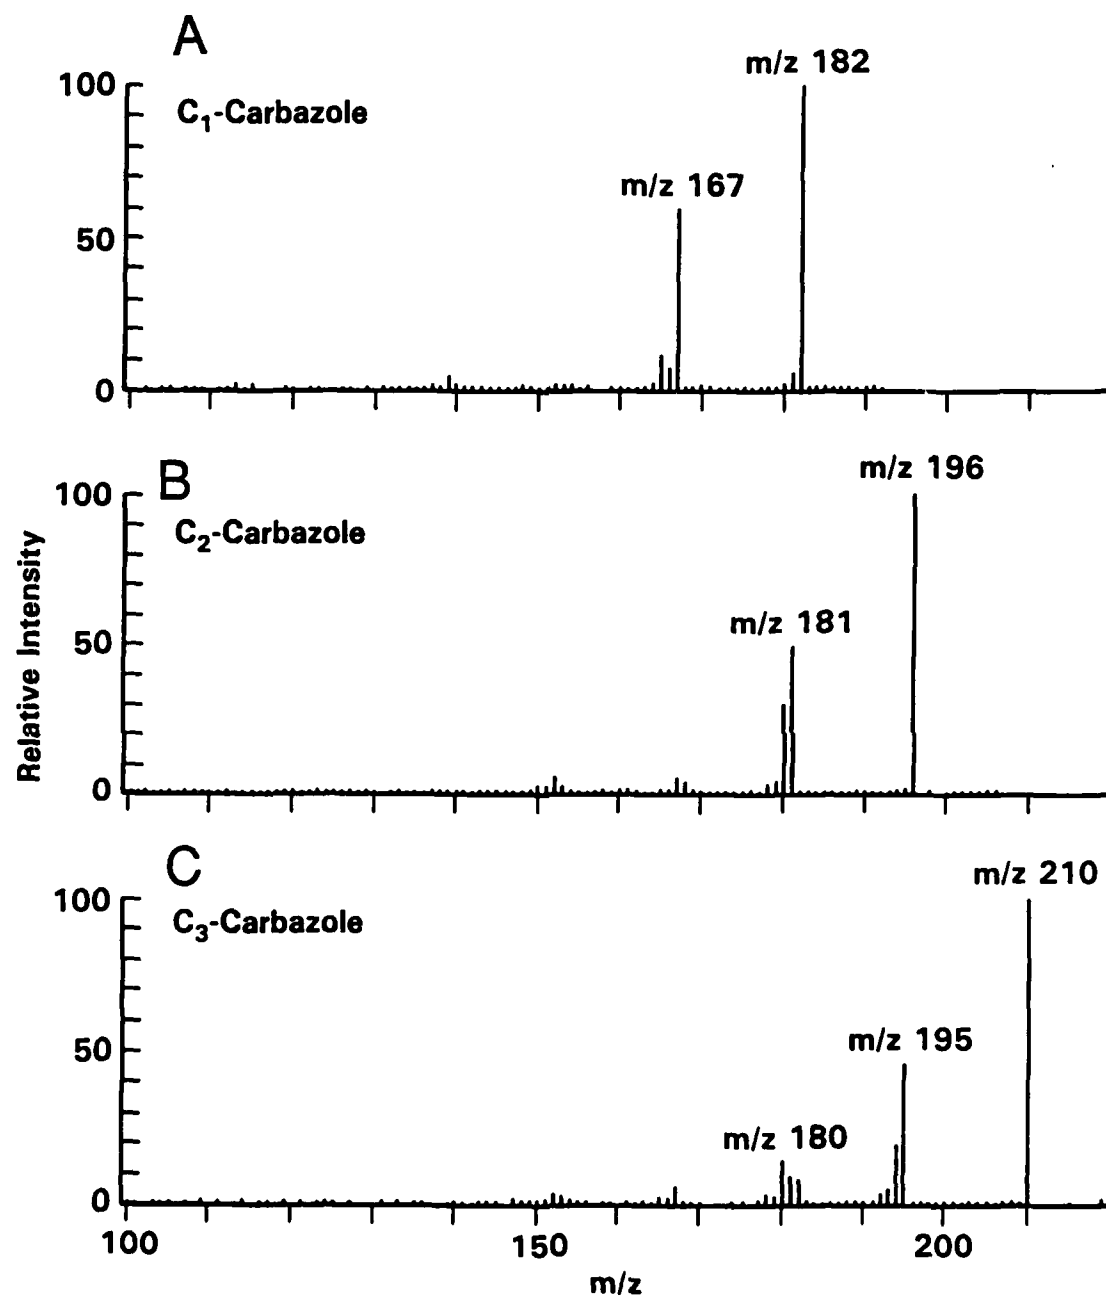 A
m/z 182
100
C₁-Carbazole
m/z 167
50
0
B
m/z 196
100
C₂-Carbazole
m/z 181
50
0
Relative Intensity
C
m/z 210
100
C₃-Carbazole
m/z 195
50
m/z 180
0
100 150 200
m/z